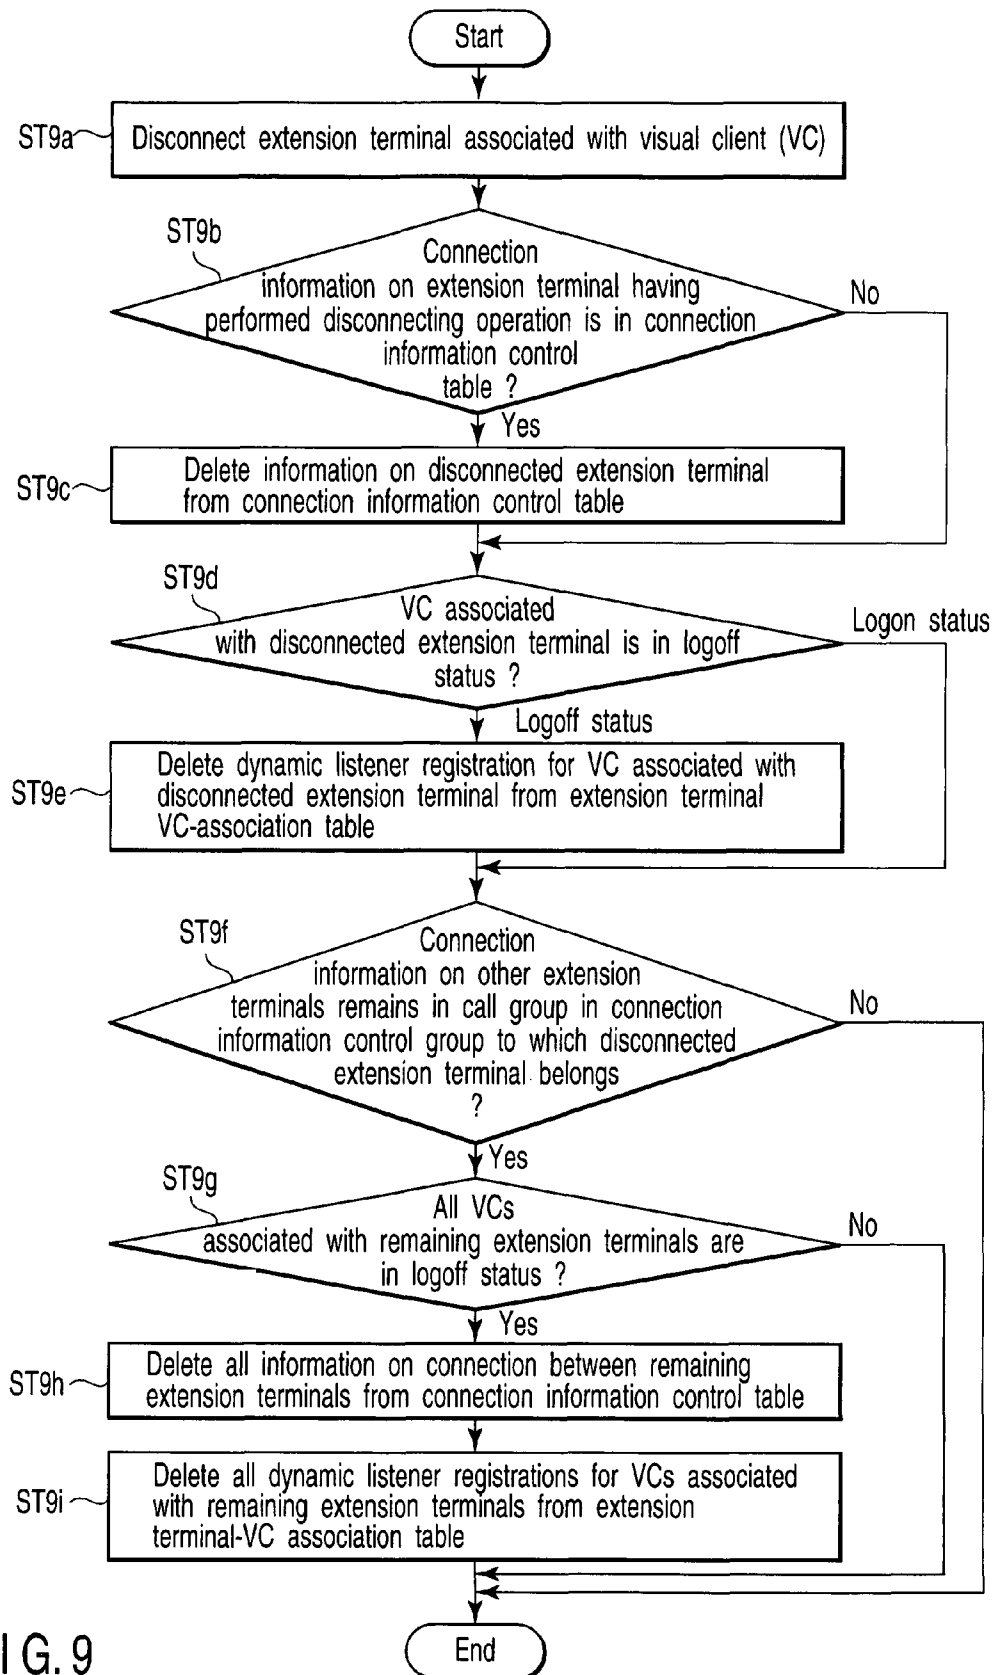 Start
ST9a
Disconnect extension terminal associated with visual client (VC)
ST9b
Connection
information on extension terminal having
performed disconnecting operation is in connection
information control
table ?
No
Yes
ST9c
Delete information on disconnected extension terminal
from connection information control table
ST9d
VC associated
with disconnected extension terminal is in logoff
status ?
Logon status
Logoff status
ST9e
Delete dynamic listener registration for VC associated with
disconnected extension terminal from extension terminal
VC-association table
ST9f
Connection
information on other extension
terminals remains in call group in connection
information control group to which disconnected
extension terminal belongs
?
No
Yes
ST9g
All VCs
associated with remaining extension terminals are
in logoff status ?
No
Yes
ST9h
Delete all information on connection between remaining
extension terminals from connection information control table
ST9i
Delete all dynamic listener registrations for VCs associated
with remaining extension terminals from extension
terminal-VC association table
End
IG. 9